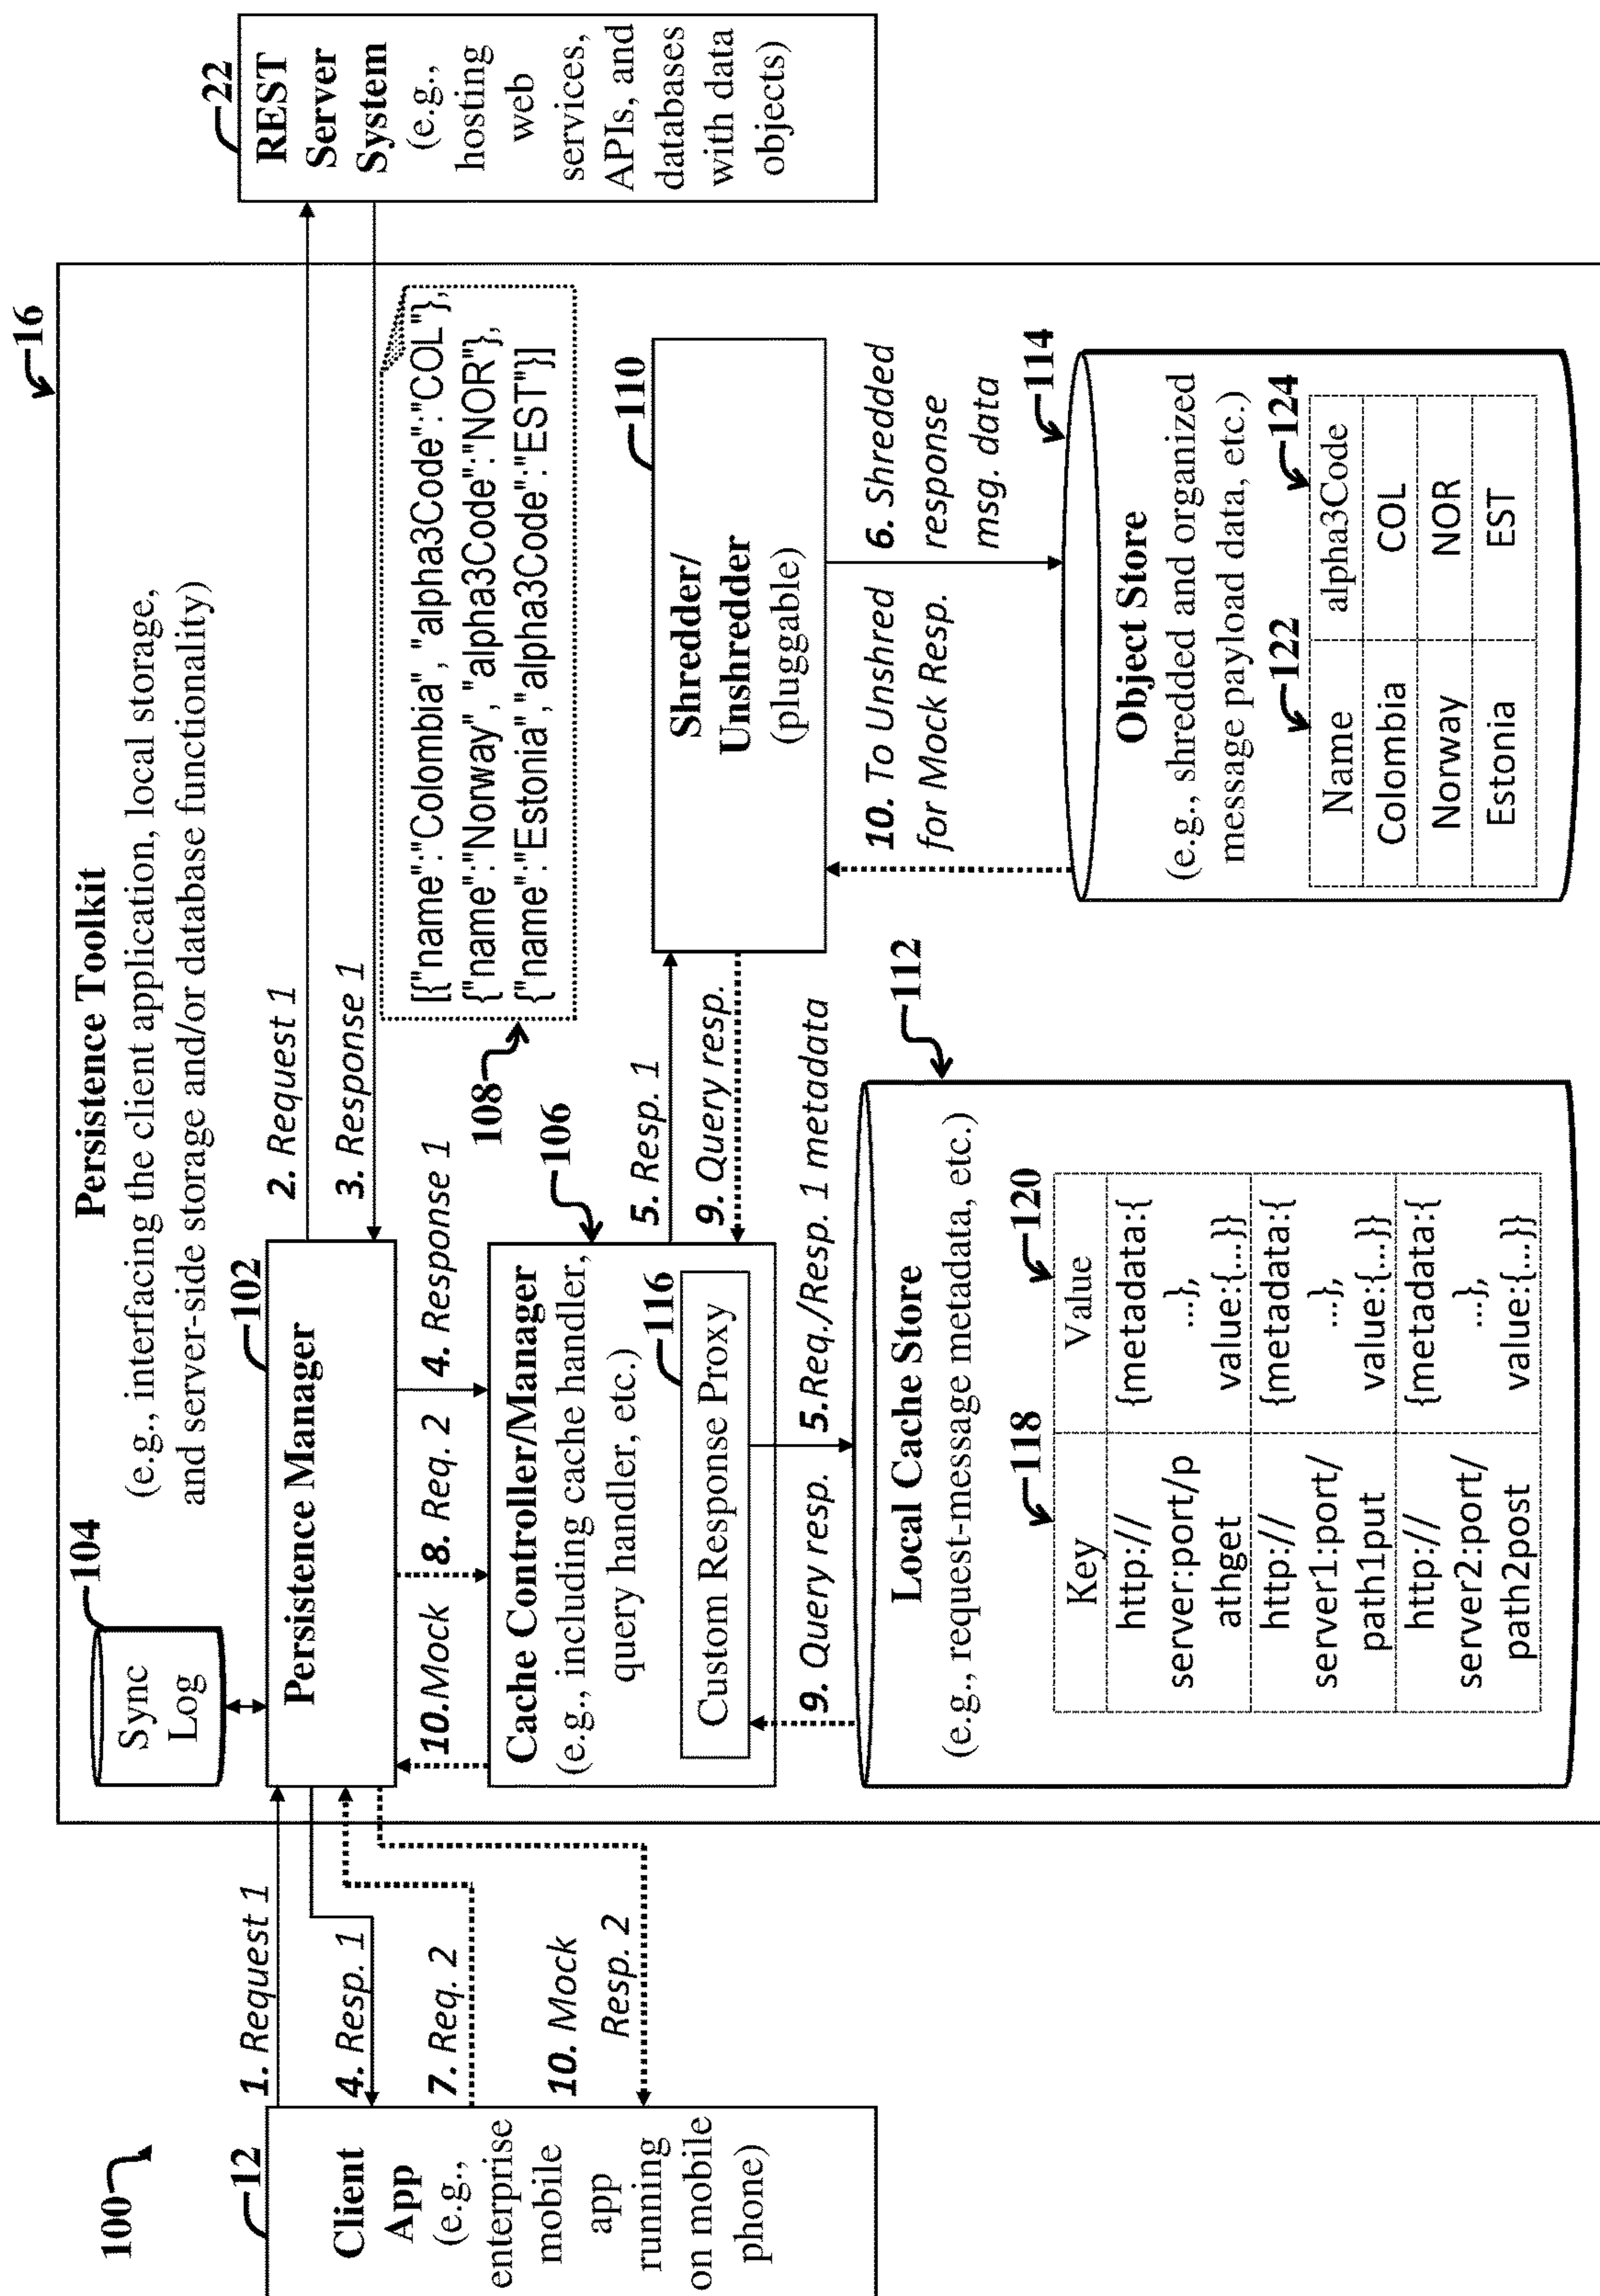 100
16
Persistence Toolkit
(e.g., interfacing the client application, local storage,
and server-side storage and/or database functionality)
104
Sync
Log
12
Client
App
(e.g.,
enterprise
mobile
app
running
on mobile
phone)
1. Request 1
4. Resp. 1
7. Req. 2
10. Mock
Resp. 2
102
Persistence Manager
2. Request 1
3. Response 1
22
REST
Server
System
(e.g.,
hosting
web
services,
APIs, and
databases
with data
objects)
10.Mock
8. Req. 2
4. Response 1
108
[{"name":"Colombia", "alpha3Code":"COL"},
{"name":"Norway", "alpha3Code":"NOR"},
{"name":"Estonia","alpha3Code":"EST"}]
106
Cache Controller/Manager
(e.g., including cache handler,
query handler, etc.)
116
Custom Response Proxy
5. Resp. 1
9. Query resp.
110
Shredder/
Unshredder
(pluggable)
9. Query resp.
5.Req./Resp. 1 metadata
10. To Unshred
for Mock Resp.
6. Shredded
response
msg. data
112
Local Cache Store
(e.g., request-message metadata, etc.)
118
120
Key
Value
http://
server:port/p
athget
{metadata:{
...},
value:{...}}
http://
server1:port/
path1put
{metadata:{
...},
value:{...}}
http://
server2:port/
path2post
{metadata:{
...},
value:{...}}
114
Object Store
(e.g., shredded and organized
message payload data, etc.)
122
124
Name
alpha3Code
Colombia
COL
Norway
NOR
Estonia
EST